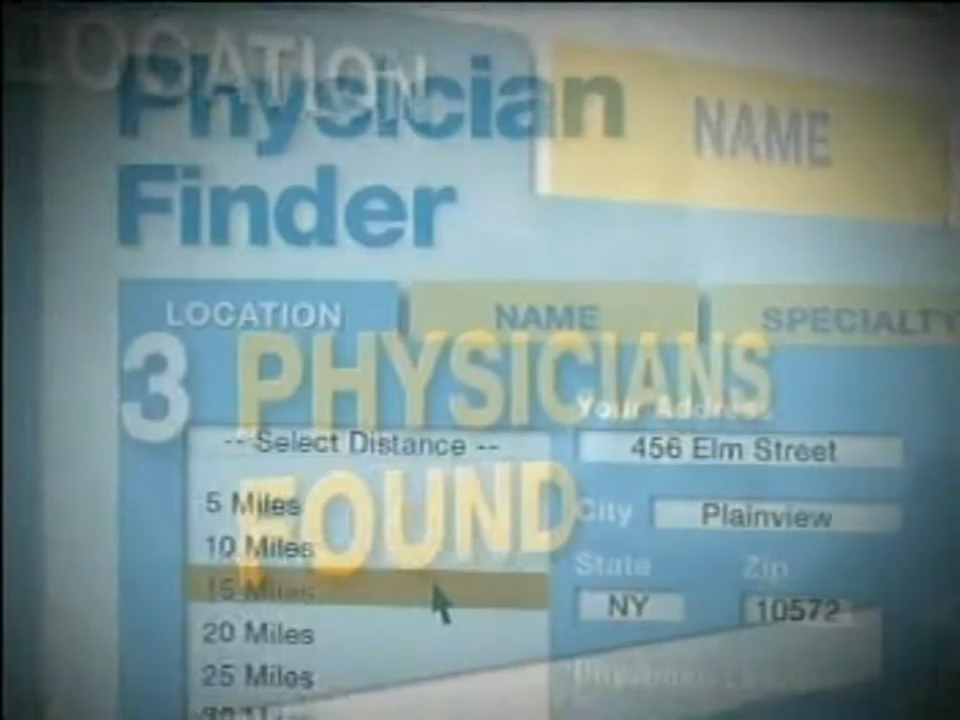 LOCATION
Physician
Finder
NAME
LOCATION NAME SPECIALTY
3 PHYSICIANS
FOUND
Your Address
-- Select Distance --
456 Elm Street
5 Miles
City Plainview
10 Miles
State Zip
15 Miles
NY 10572
20 Miles
25 Miles